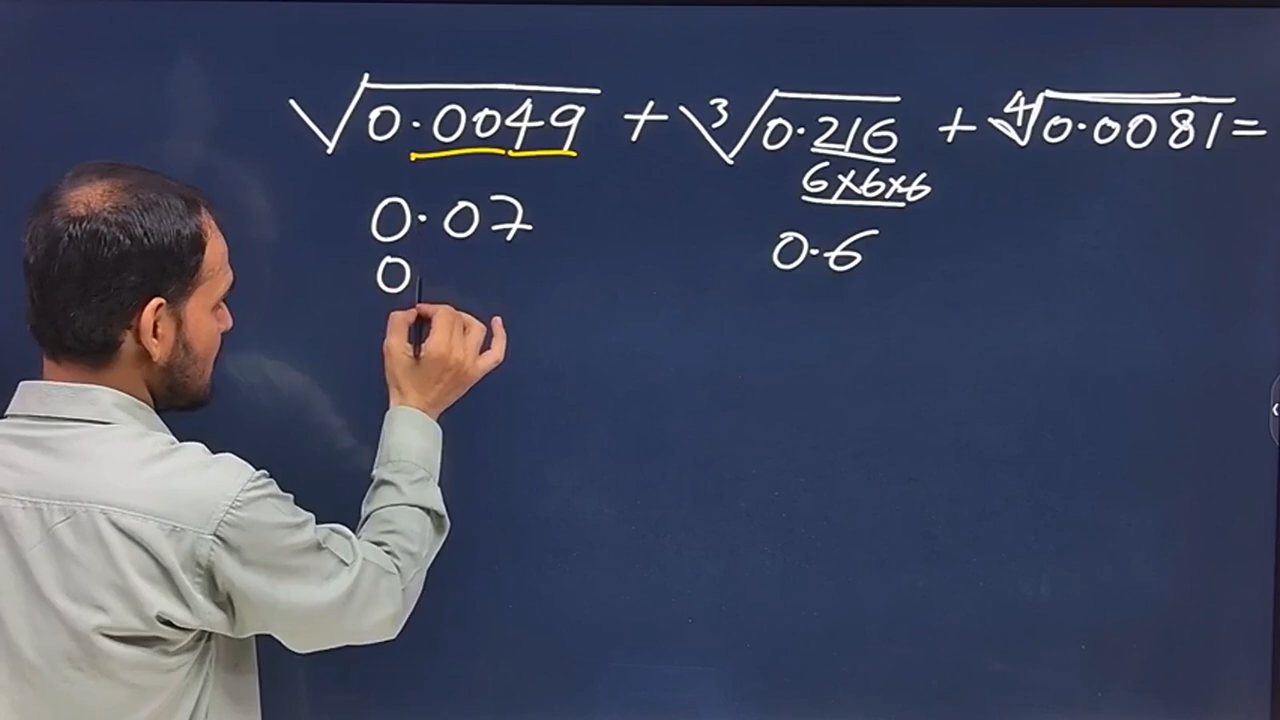 √0.0049 + ∛0.216 + ∜0.0081 =
6×6×6
0.07
0.6
0